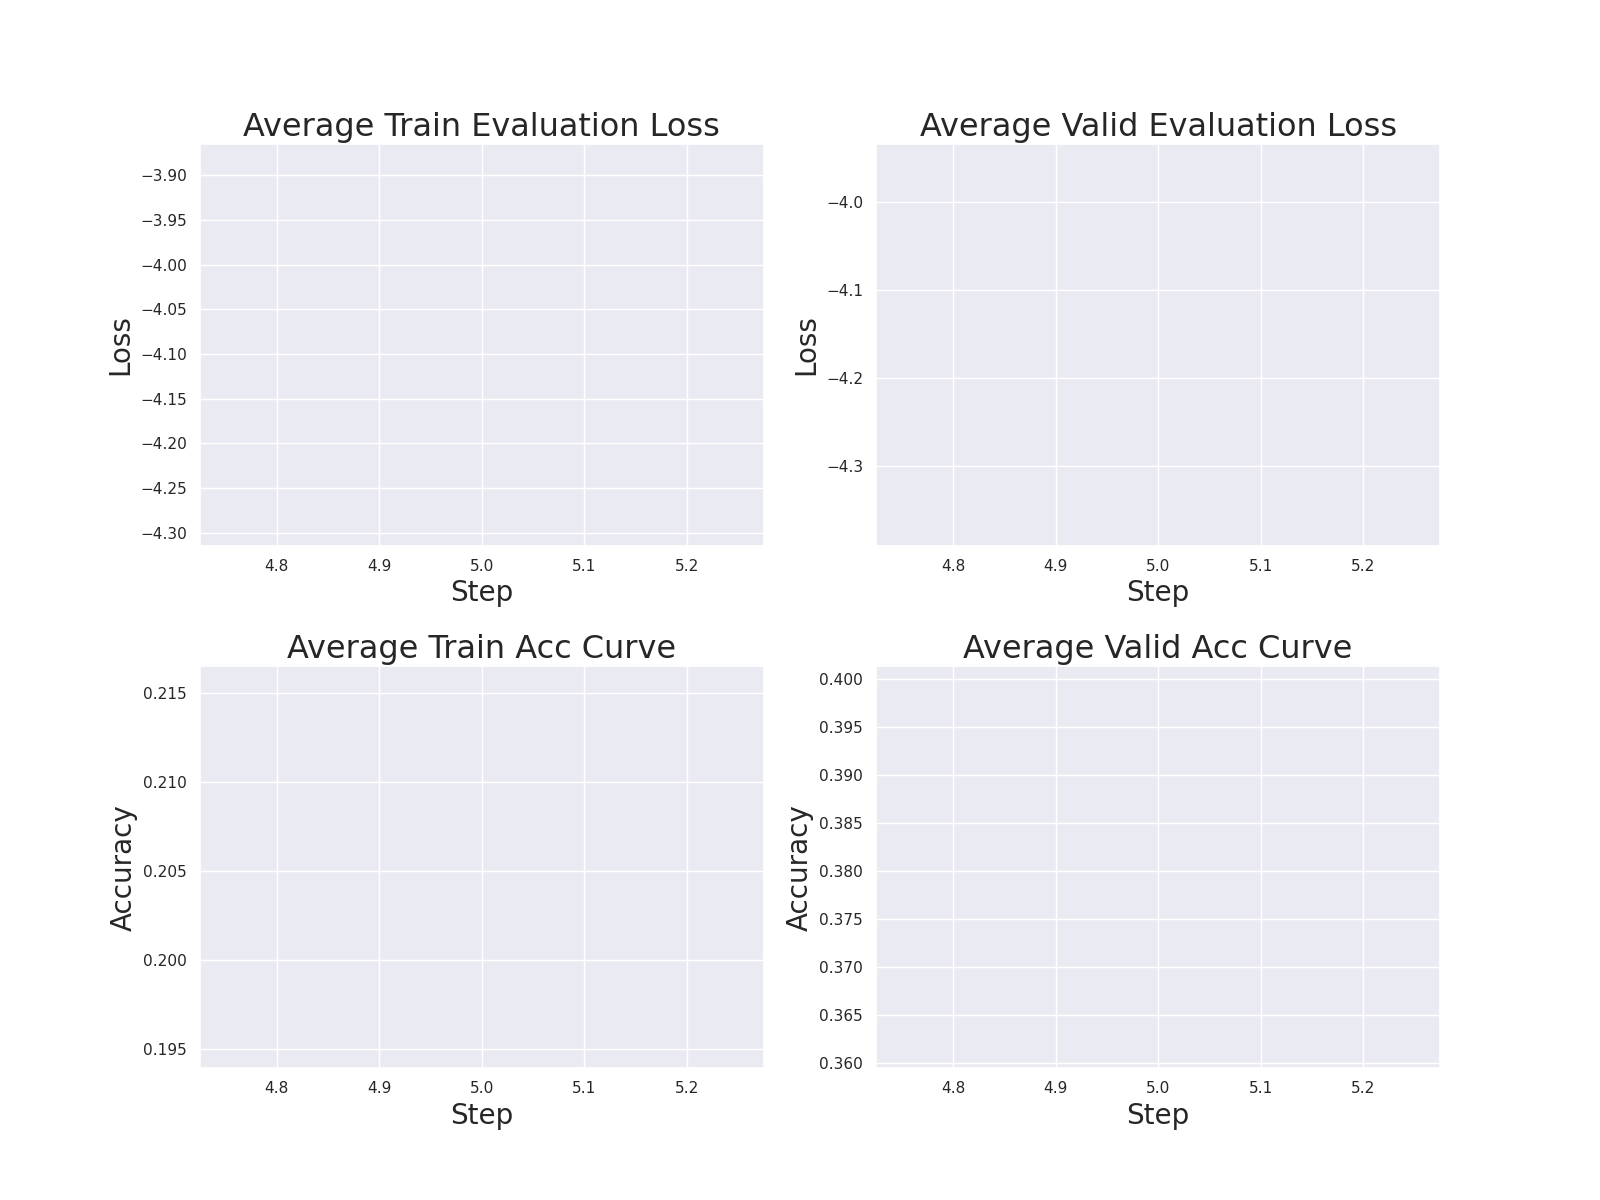 Average Train Evaluation Loss
Loss
−3.90
−3.95
−4.00
−4.05
−4.10
−4.15
−4.20
−4.25
−4.30
4.8 4.9 5.0 5.1 5.2
Step
Average Valid Evaluation Loss
Loss
−4.0
−4.1
−4.2
−4.3
4.8 4.9 5.0 5.1 5.2
Step
Average Train Acc Curve
Accuracy
0.215
0.210
0.205
0.200
0.195
4.8 4.9 5.0 5.1 5.2
Step
Average Valid Acc Curve
Accuracy
0.400
0.395
0.390
0.385
0.380
0.375
0.370
0.365
0.360
4.8 4.9 5.0 5.1 5.2
Step